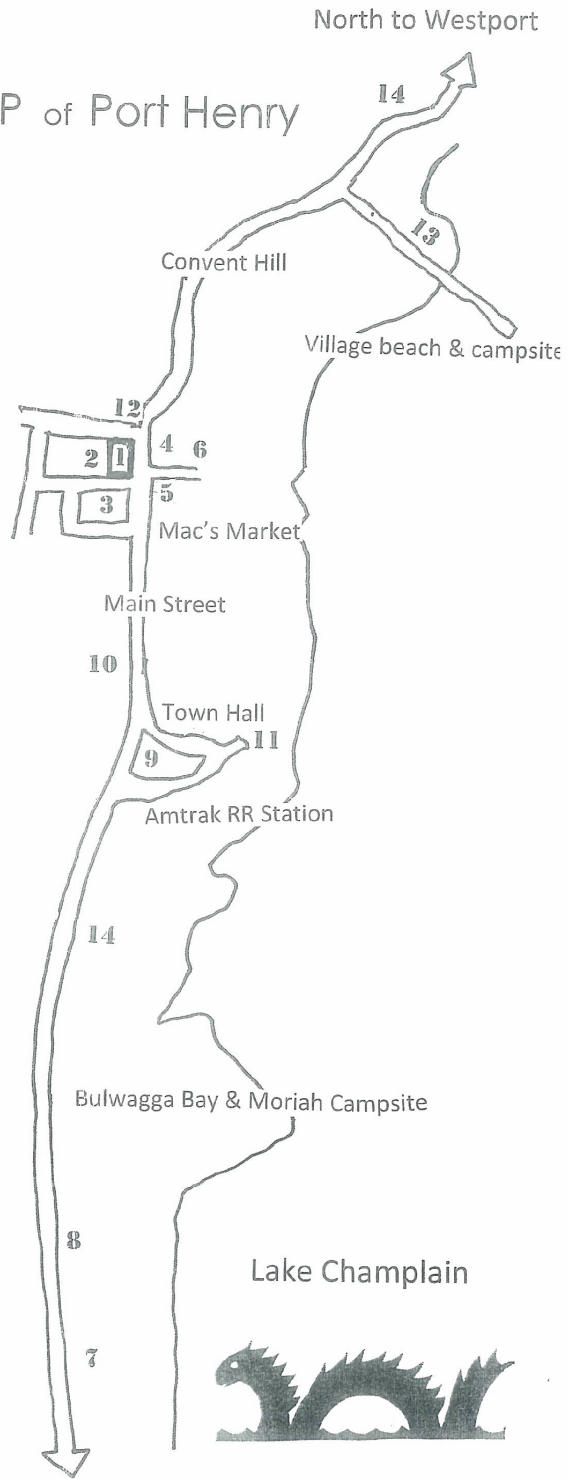 North to Westport
14
P of Port Henry
13
Convent Hill
Village beach & campsite
12
4
6
2
1
5
3
Mac's Market
Main Street
10
Town Hall
11
9
Amtrak RR Station
14
Bulwagga Bay & Moriah Campsite
8
Lake Champlain
7